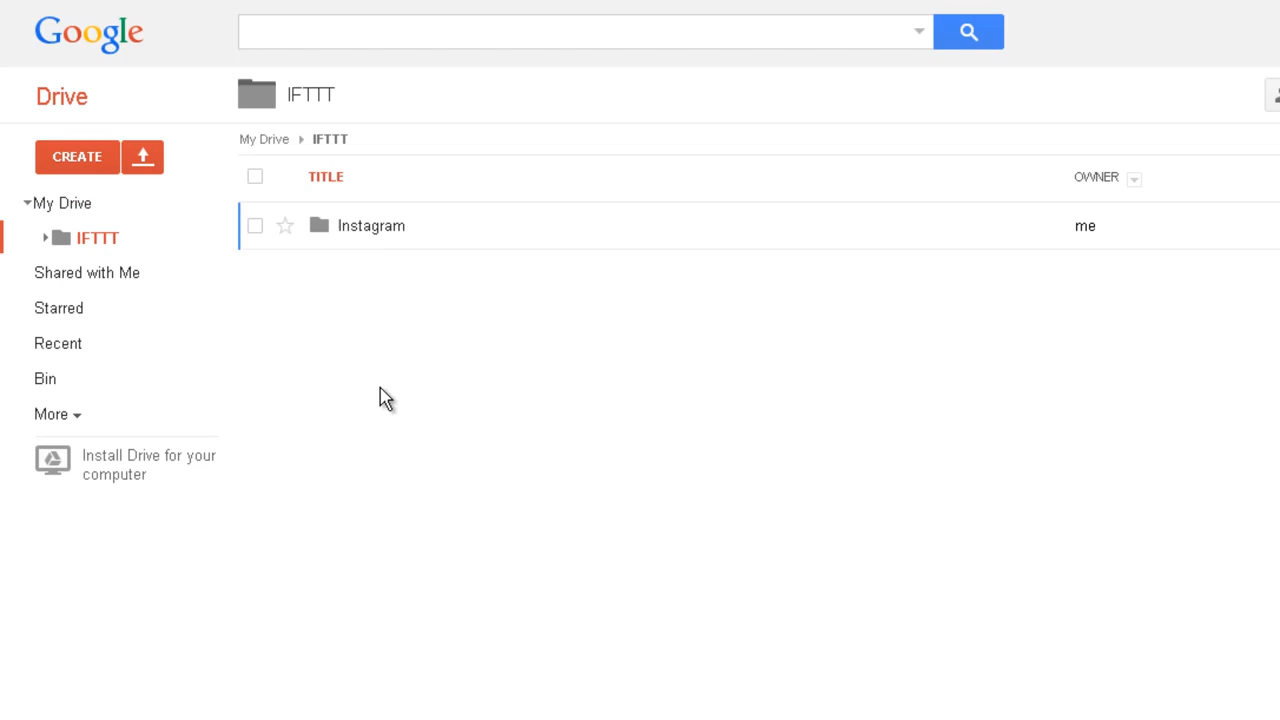 Google
Drive
IFTTT
My Drive IFTTT
CREATE
TITLE
OWNER
My Drive
Instagram
me
IFTTT
Shared with Me
Starred
Recent
Bin
More
Install Drive for your
computer